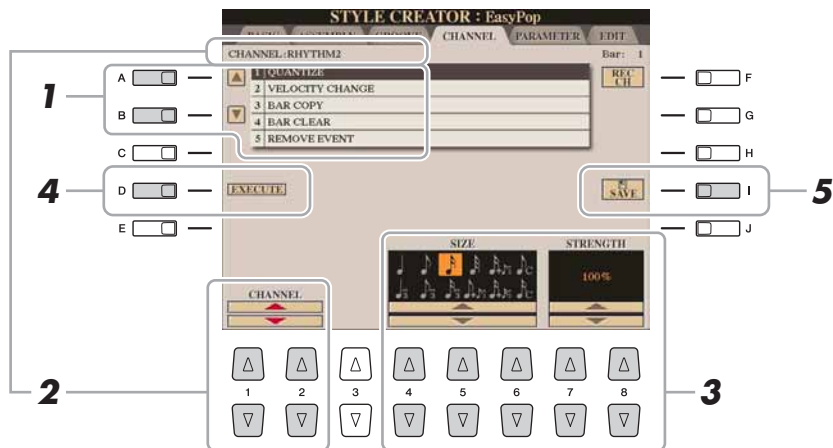 STYLE CREATOR : EasyPop
BASIC ASSEMBLY GROOVE CHANNEL PARAMETER EDIT
CHANNEL:RHYTHM2
Bar: 1
1
A
1 QUANTIZE
REC CH
F
2 VELOCITY CHANGE
B
3 BAR COPY
G
4 BAR CLEAR
C
5 REMOVE EVENT
H
4
D
EXECUTE
SAVE
I
5
E
J
SIZE
STRENGTH
100%
CHANNEL
2
1 2 3 4 5 6 7 8
3